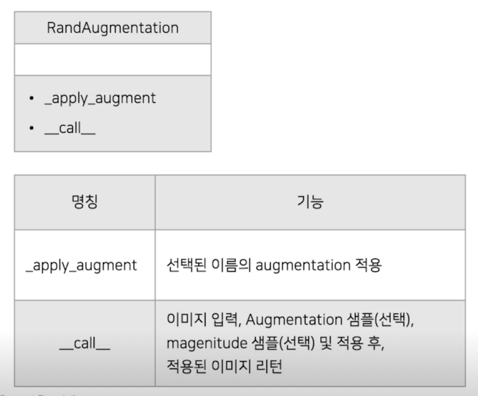 RandAugmentation
• _apply_augment
• __call__
명칭 기능
_apply_augment 선택된 이름의 augmentation 적용
__call__ 이미지 입력, Augmentation 샘플(선택),
magenitude 샘플(선택) 및 적용 후,
적용된 이미지 리턴